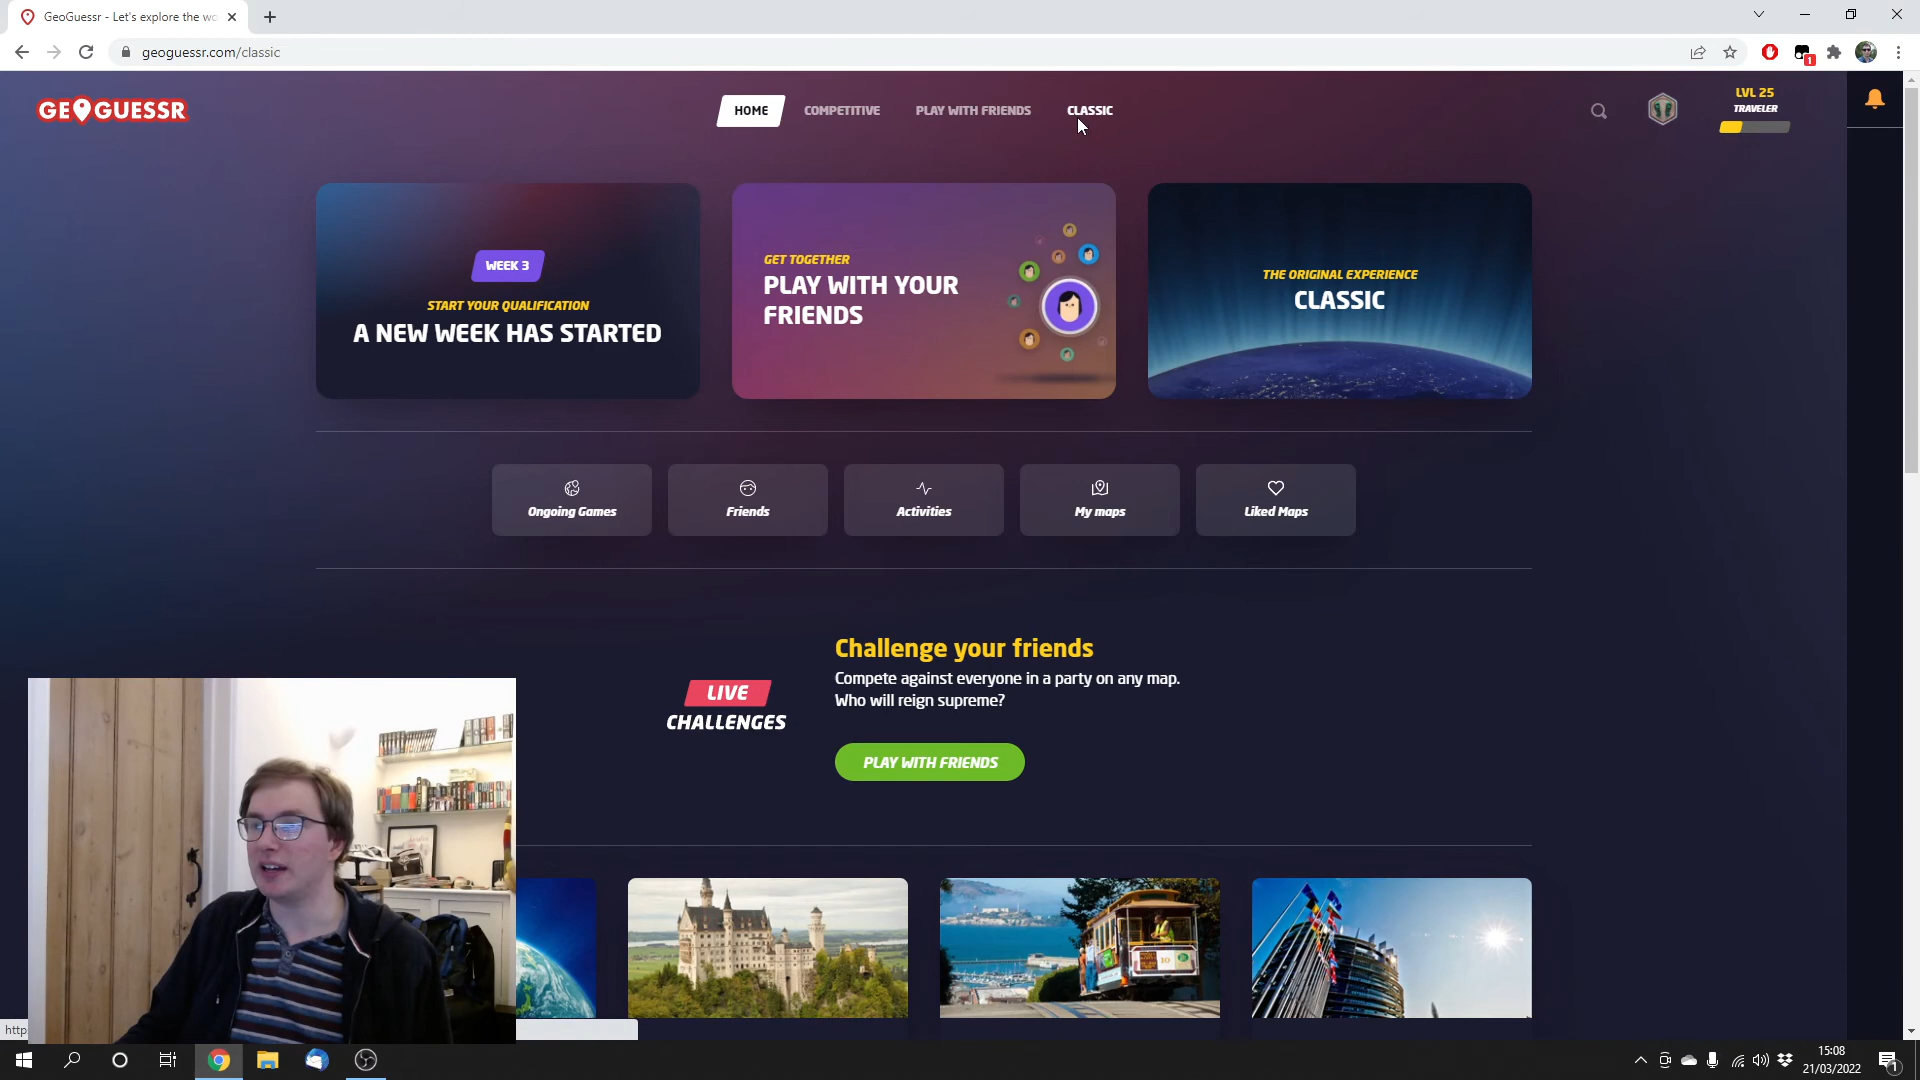 GeoGuessr - Let's explore the wo
geoguessr.com/classic
1
GEOGUESSR
HOME
COMPETITIVE
PLAY WITH FRIENDS
CLASSIC
LVL 25
TRAVELER
WEEK 3
START YOUR QUALIFICATION
A NEW WEEK HAS STARTED
GET TOGETHER
PLAY WITH YOUR
FRIENDS
THE ORIGINAL EXPERIENCE
CLASSIC
Ongoing Games
Friends
Activities
My maps
Liked Maps
LIVE
CHALLENGES
Challenge your friends
Compete against everyone in a party on any map.
Who will reign supreme?
PLAY WITH FRIENDS
http
15:08
21/03/2022
1